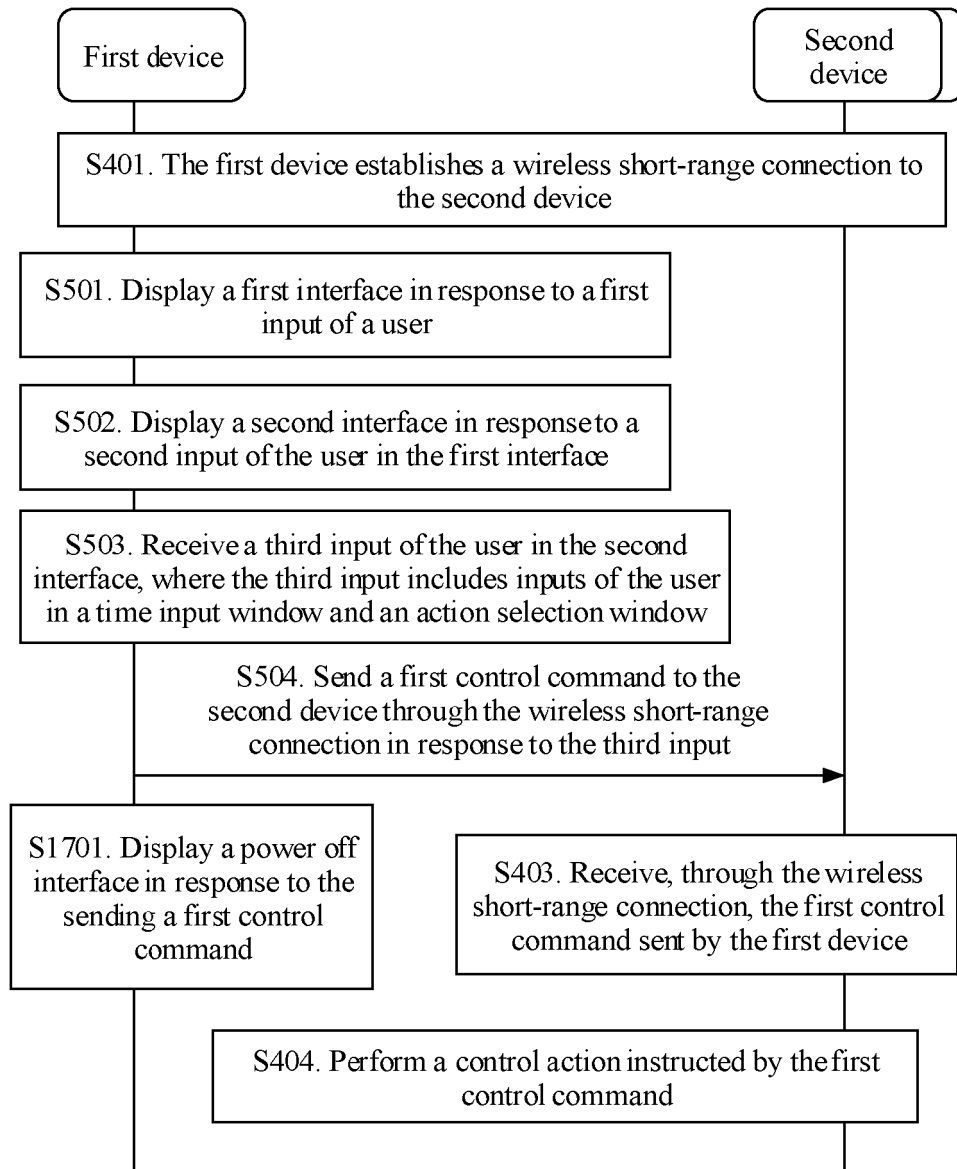 First device
Second
device
S401. The first device establishes a wireless short-range connection to
the second device
S501. Display a first interface in response to a first
input of a user
S502. Display a second interface in response to a
second input of the user in the first interface
S503. Receive a third input of the user in the second
interface, where the third input includes inputs of the user
in a time input window and an action selection window
S504. Send a first control command to the
second device through the wireless short-range
connection in response to the third input
S1701. Display a power off
interface in response to the
sending a first control
command
S403. Receive, through the wireless
short-range connection, the first control
command sent by the first device
S404. Perform a control action instructed by the first
control command